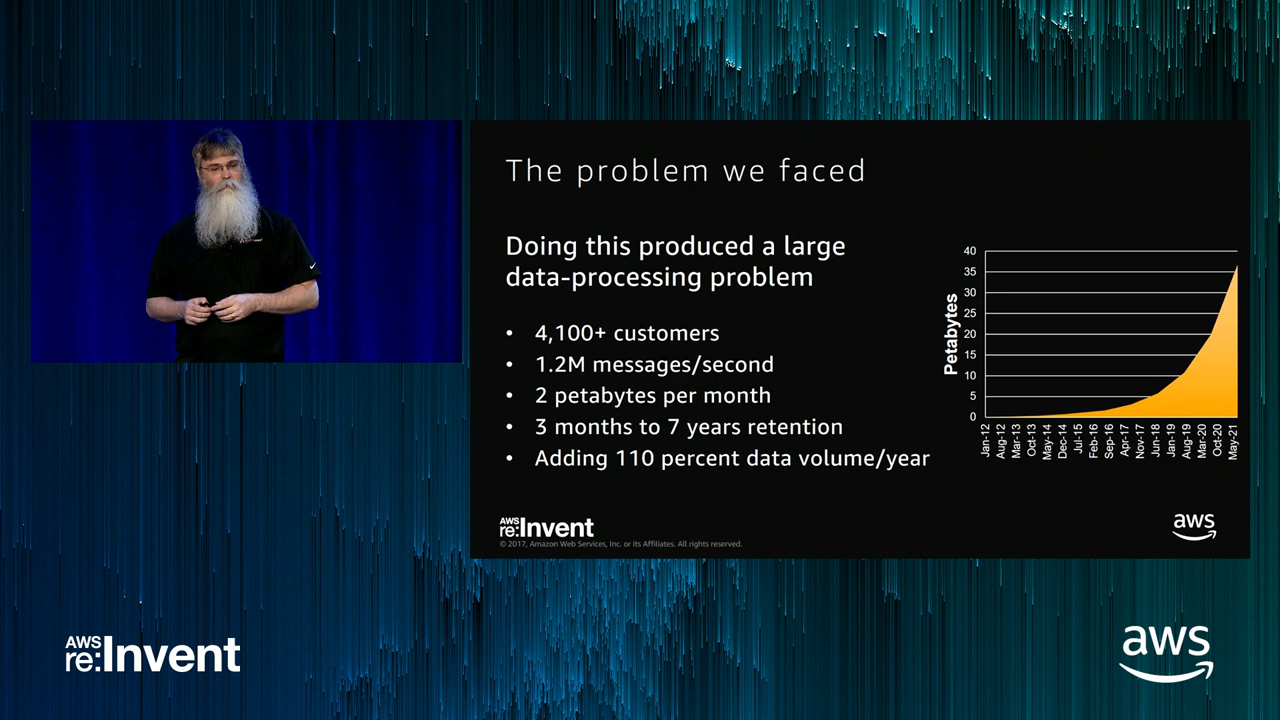 The problem we faced
Doing this produced a large
data-processing problem
• 4,100+ customers
• 1.2M messages/second
• 2 petabytes per month
• 3 months to 7 years retention
• Adding 110 percent data volume/year
Petabytes
40
35
30
25
20
15
10
5
0
Jan-12
Aug-12
Mar-13
Oct-13
May-14
Dec-14
Jul-15
Feb-16
Sep-16
Apr-17
Nov-17
Jun-18
Jan-19
Aug-19
Mar-20
Oct-20
May-21
AWS
re:Invent
© 2017, Amazon Web Services, Inc. or its Affiliates. All rights reserved.
aws
AWS
re:Invent
aws